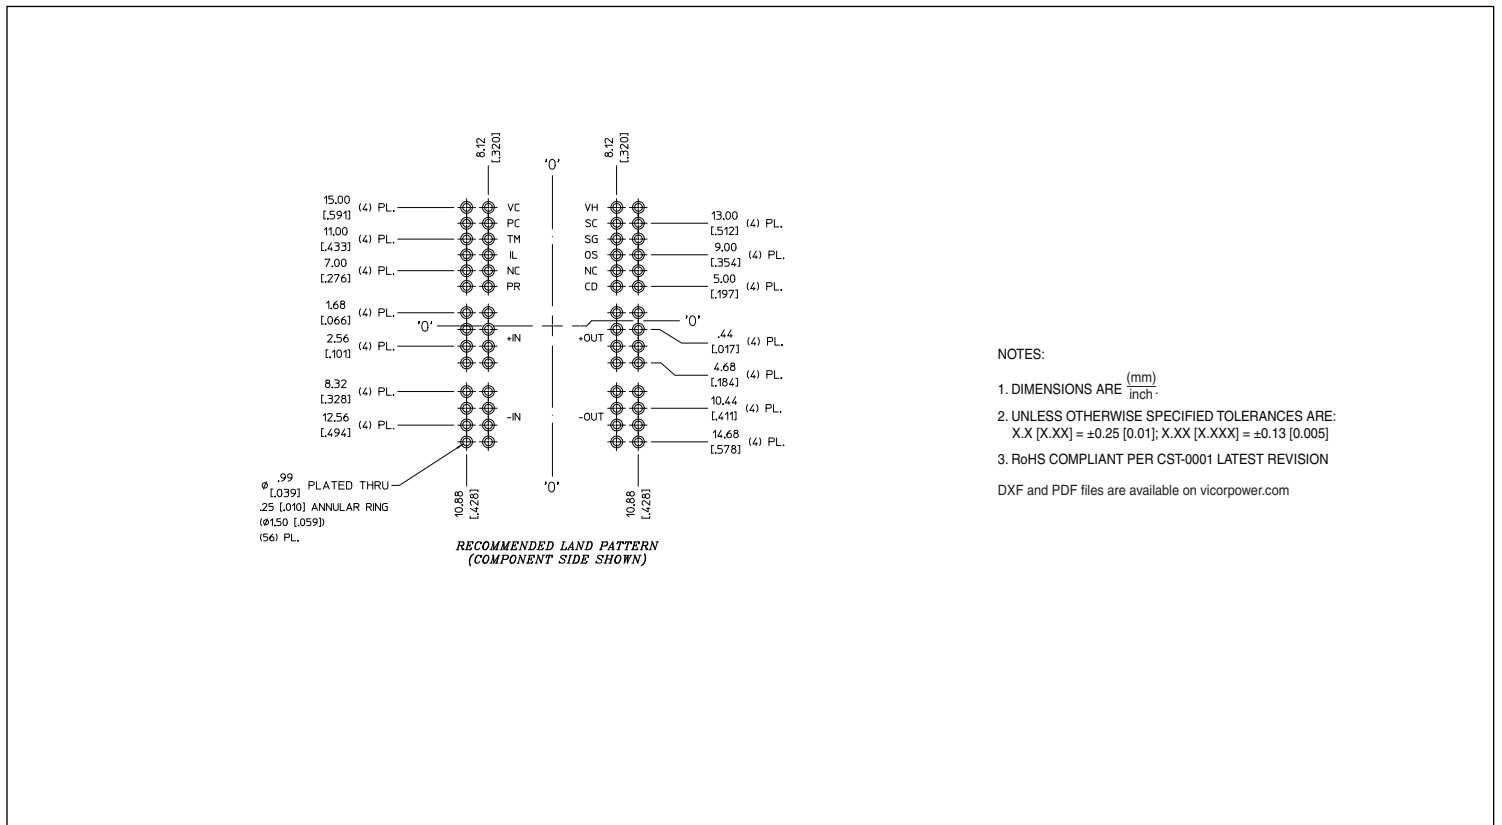 8.12
[.320]
8.12
[.320]
'0'
15.00
[.591] (4) PL.
VC
VH
PC
SC
13.00
[.512] (4) PL.
11.00
[.433] (4) PL.
TM
SG
IL
OS
9.00
[.354] (4) PL.
7.00
[.276] (4) PL.
NC
NC
PR
CD
5.00
[.197] (4) PL.
1.68
[.066] (4) PL.
'0'
'0'
+IN
+OUT
.44
[.017] (4) PL.
2.56
[.101] (4) PL.
4.68
[.184] (4) PL.
8.32
[.328] (4) PL.
10.44
[.411] (4) PL.
-IN
-OUT
12.56
[.494] (4) PL.
14.68
[.578] (4) PL.
ø .99
[.039] PLATED THRU
.25 [.010] ANNULAR RING
(ø1.50 [.059])
(56) PL.
10.88
[.428]
'0'
10.88
[.428]
RECOMMENDED LAND PATTERN
(COMPONENT SIDE SHOWN)
NOTES:
1. DIMENSIONS ARE (mm)
inch.
2. UNLESS OTHERWISE SPECIFIED TOLERANCES ARE:
X.X [X.XX] = ±0.25 [0.01]; X.XX [X.XXX] = ±0.13 [0.005]
3. RoHS COMPLIANT PER CST-0001 LATEST REVISION
DXF and PDF files are available on vicorpower.com